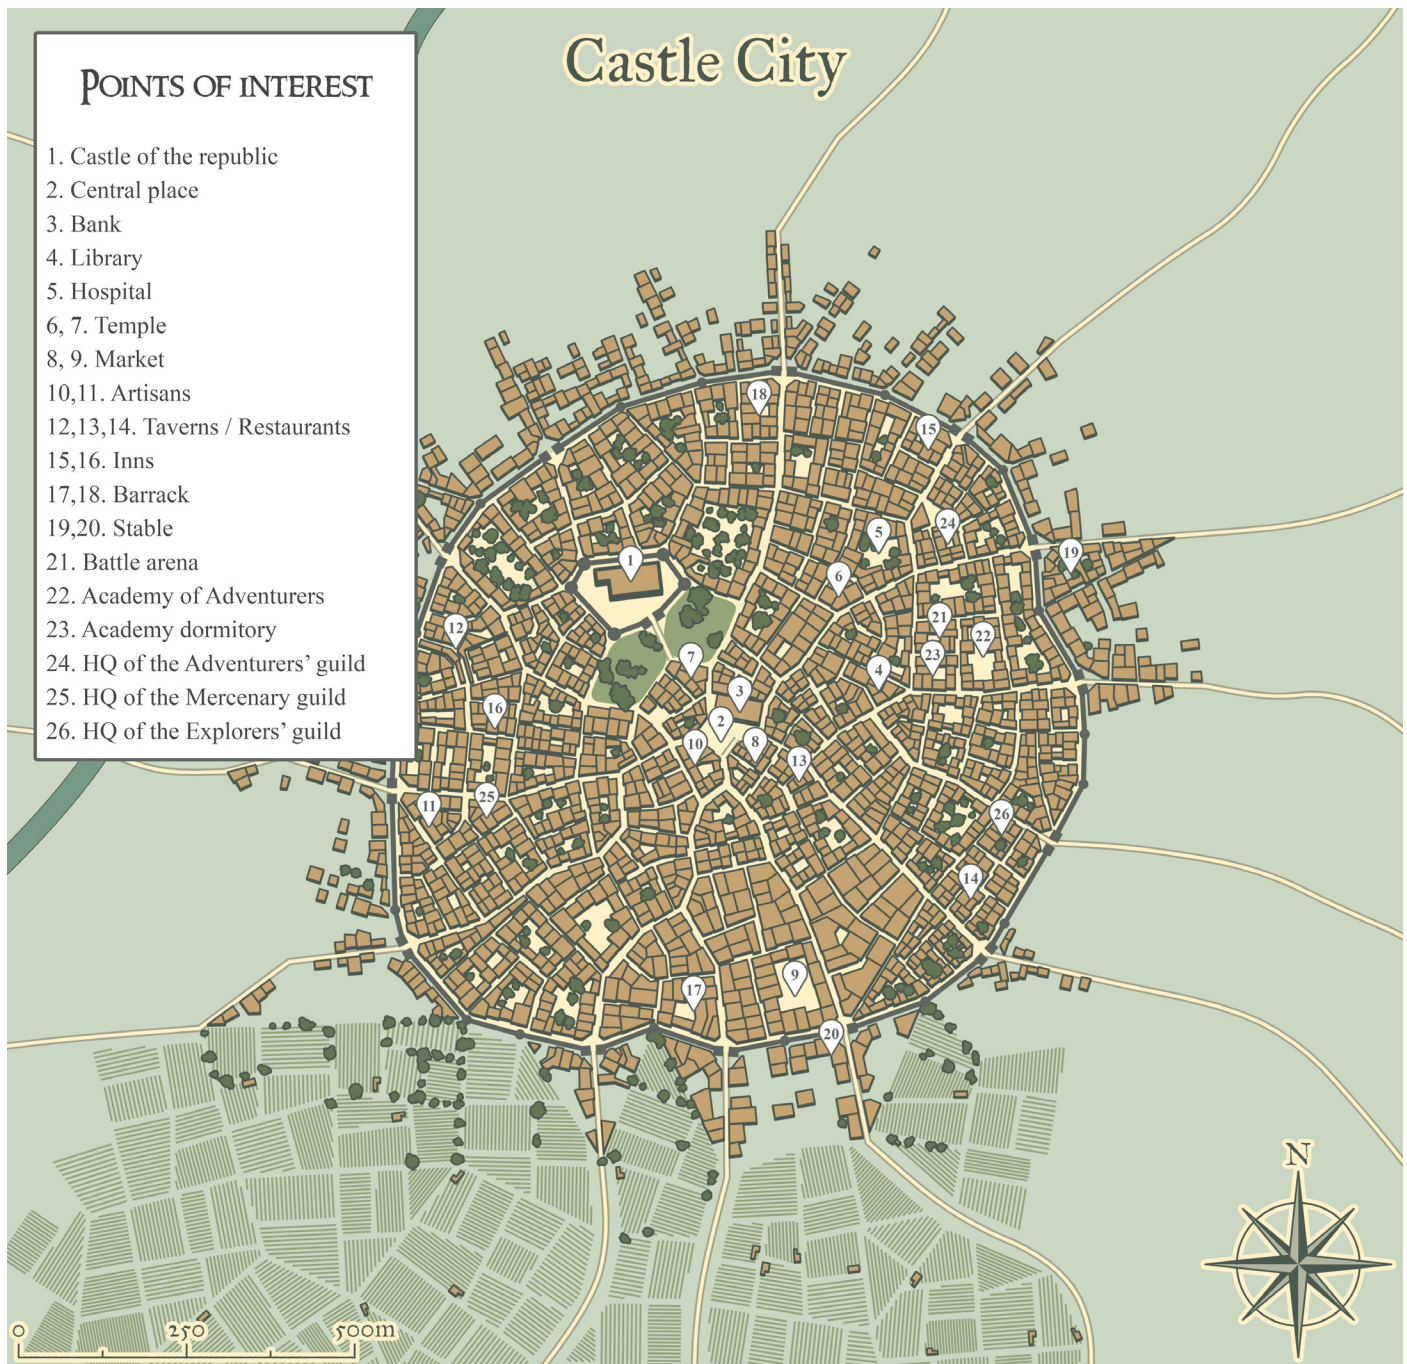 Castle City
POINTS OF INTEREST
1. Castle of the republic
2. Central place
3. Bank
4. Library
5. Hospital
6, 7. Temple
8, 9. Market
10,11. Artisans
12,13,14. Taverns / Restaurants
15,16. Inns
17,18. Barrack
19,20. Stable
21. Battle arena
22. Academy of Adventurers
23. Academy dormitory
24. HQ of the Adventurers’ guild
25. HQ of the Mercenary guild
26. HQ of the Explorers’ guild
18
15
24
5
19
1
6
21
12
22
23
7
4
3
16
2
10
8
13
25
11
26
14
9
17
20
N
0 250 500m